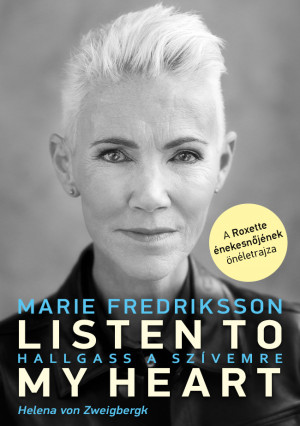 A Roxette
énekesnőjének
önéletrajza
MARIE FREDRIKSSON
LISTEN TO
HALLGASS A SZÍVEMRE
MY HEART
Helena von Zweigbergk